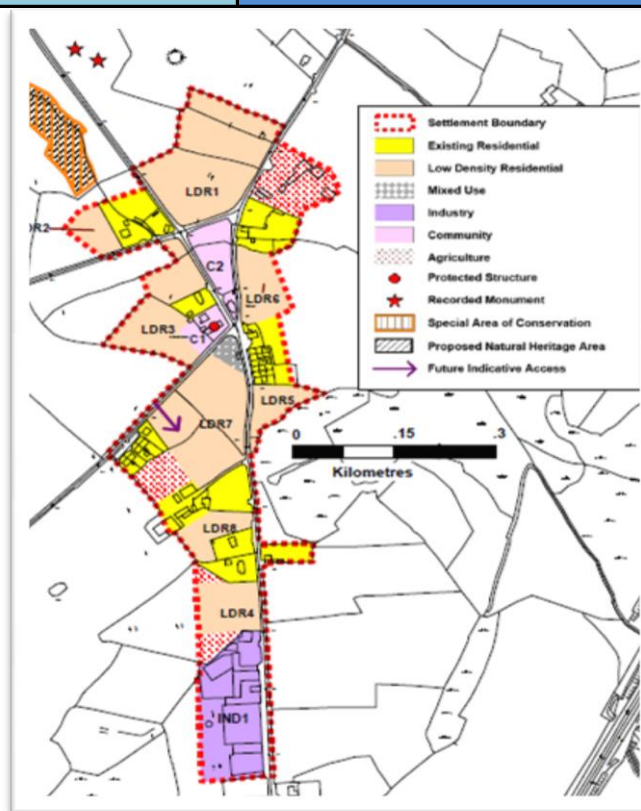 Settlement Boundary
Existing Residential
Low Density Residential
Mixed Use
Industry
Community
Agriculture
Protected Structure
Recorded Monument
Special Area of Conservation
Proposed Natural Heritage Area
Future Indicative Access
LDR1
DR2
C2
LDR6
LDR3
C1
LDR5
LDR7
0 .15 .3
Kilometres
LDR8
LDR4
IND1